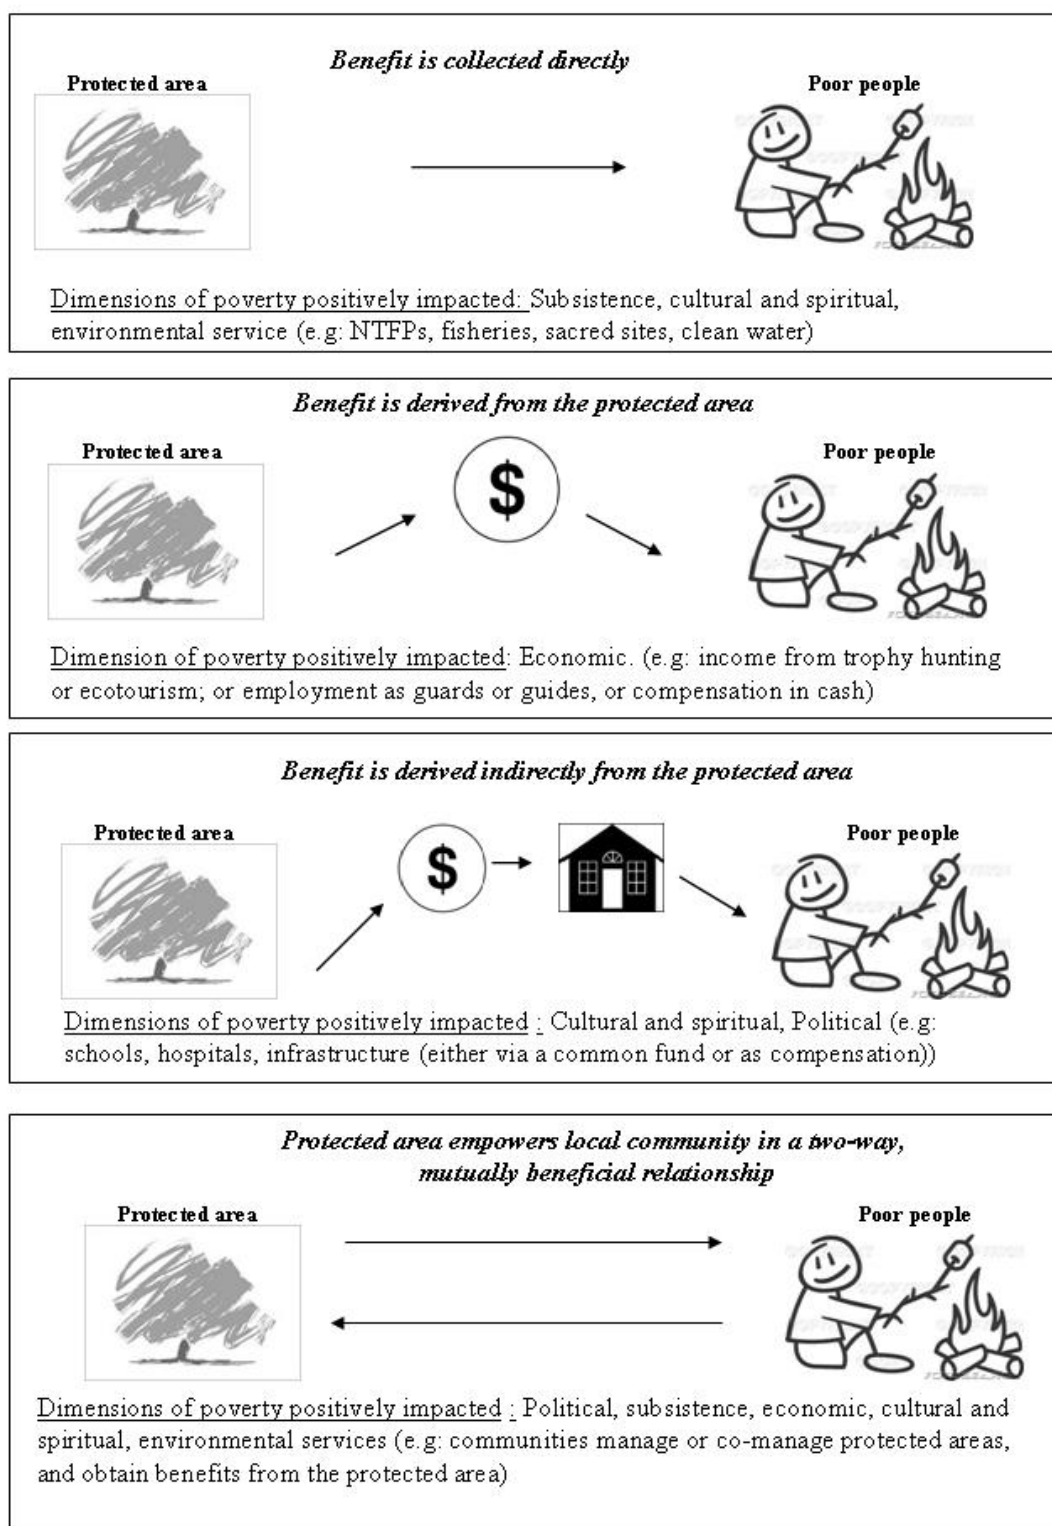 Benefit is collected directly
Protected area
Poor people
Dimensions of poverty positively impacted: Subsistence, cultural and spiritual,
environmental service (e.g: NTFPs, fisheries, sacred sites, clean water)
Benefit is derived from the protected area
Protected area
$
Poor people
Dimension of poverty positively impacted: Economic. (e.g: income from trophy hunting
or ecotourism; or employment as guards or guides, or compensation in cash)
Benefit is derived indirectly from the protected area
Protected area
$
Poor people
Dimensions of poverty positively impacted : Cultural and spiritual, Political (e.g:
schools, hospitals, infrastructure (either via a common fund or as compensation))
Protected area empowers local community in a two-way,
mutually beneficial relationship
Protected area
Poor people
Dimensions of poverty positively impacted : Political, subsistence, economic, cultural and
spiritual, environmental services (e.g: communities manage or co-manage protected areas,
and obtain benefits from the protected area)